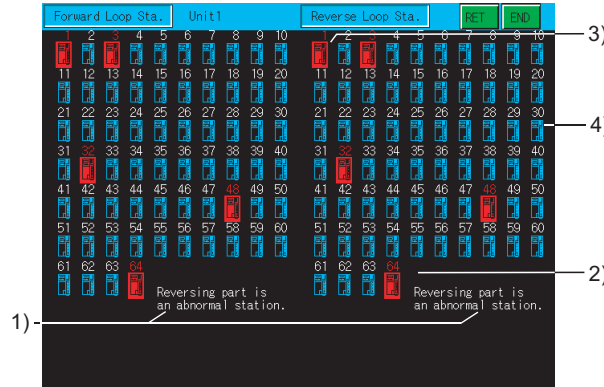 Forward Loop Sta. Unit1 Reverse Loop Sta. RET END
1 2 3 4 5 6 7 8 9 10 1 2 3 4 5 6 7 8 9 10
3)
11 12 13 14 15 16 17 18 19 20 11 12 13 14 15 16 17 18 19 20
21 22 23 24 25 26 27 28 29 30 21 22 23 24 25 26 27 28 29 30
4)
31 32 33 34 35 36 37 38 39 40 31 32 33 34 35 36 37 38 39 40
41 42 43 44 45 46 47 48 49 50 41 42 43 44 45 46 47 48 49 50
51 52 53 54 55 56 57 58 59 60 51 52 53 54 55 56 57 58 59 60
61 62 63 64 61 62 63 64
2)
Reversing part is Reversing part is
an abnormal station. an abnormal station.
1)